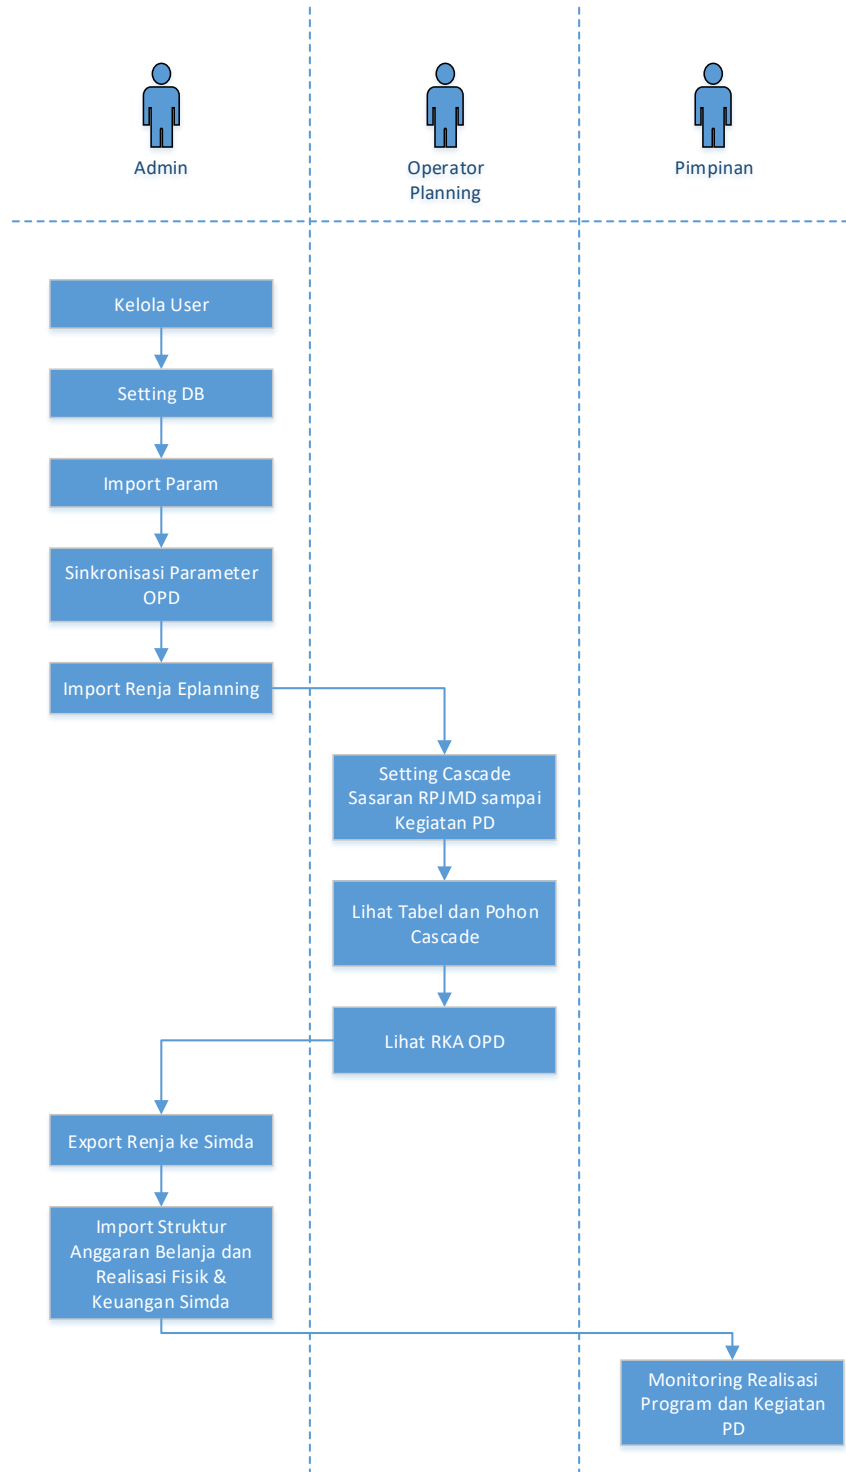 Admin
Operator
Planning
Pimpinan
Kelola User
Setting DB
Import Param
Sinkronisasi Parameter
OPD
Import Renja Eplanning
Setting Cascade
Sasaran RPJMD sampai
Kegiatan PD
Lihat Tabel dan Pohon
Cascade
Lihat RKA OPD
Export Renja ke Simda
Import Struktur
Anggaran Belanja dan
Realisasi Fisik &
Keuangan Simda
Monitoring Realisasi
Program dan Kegiatan
PD